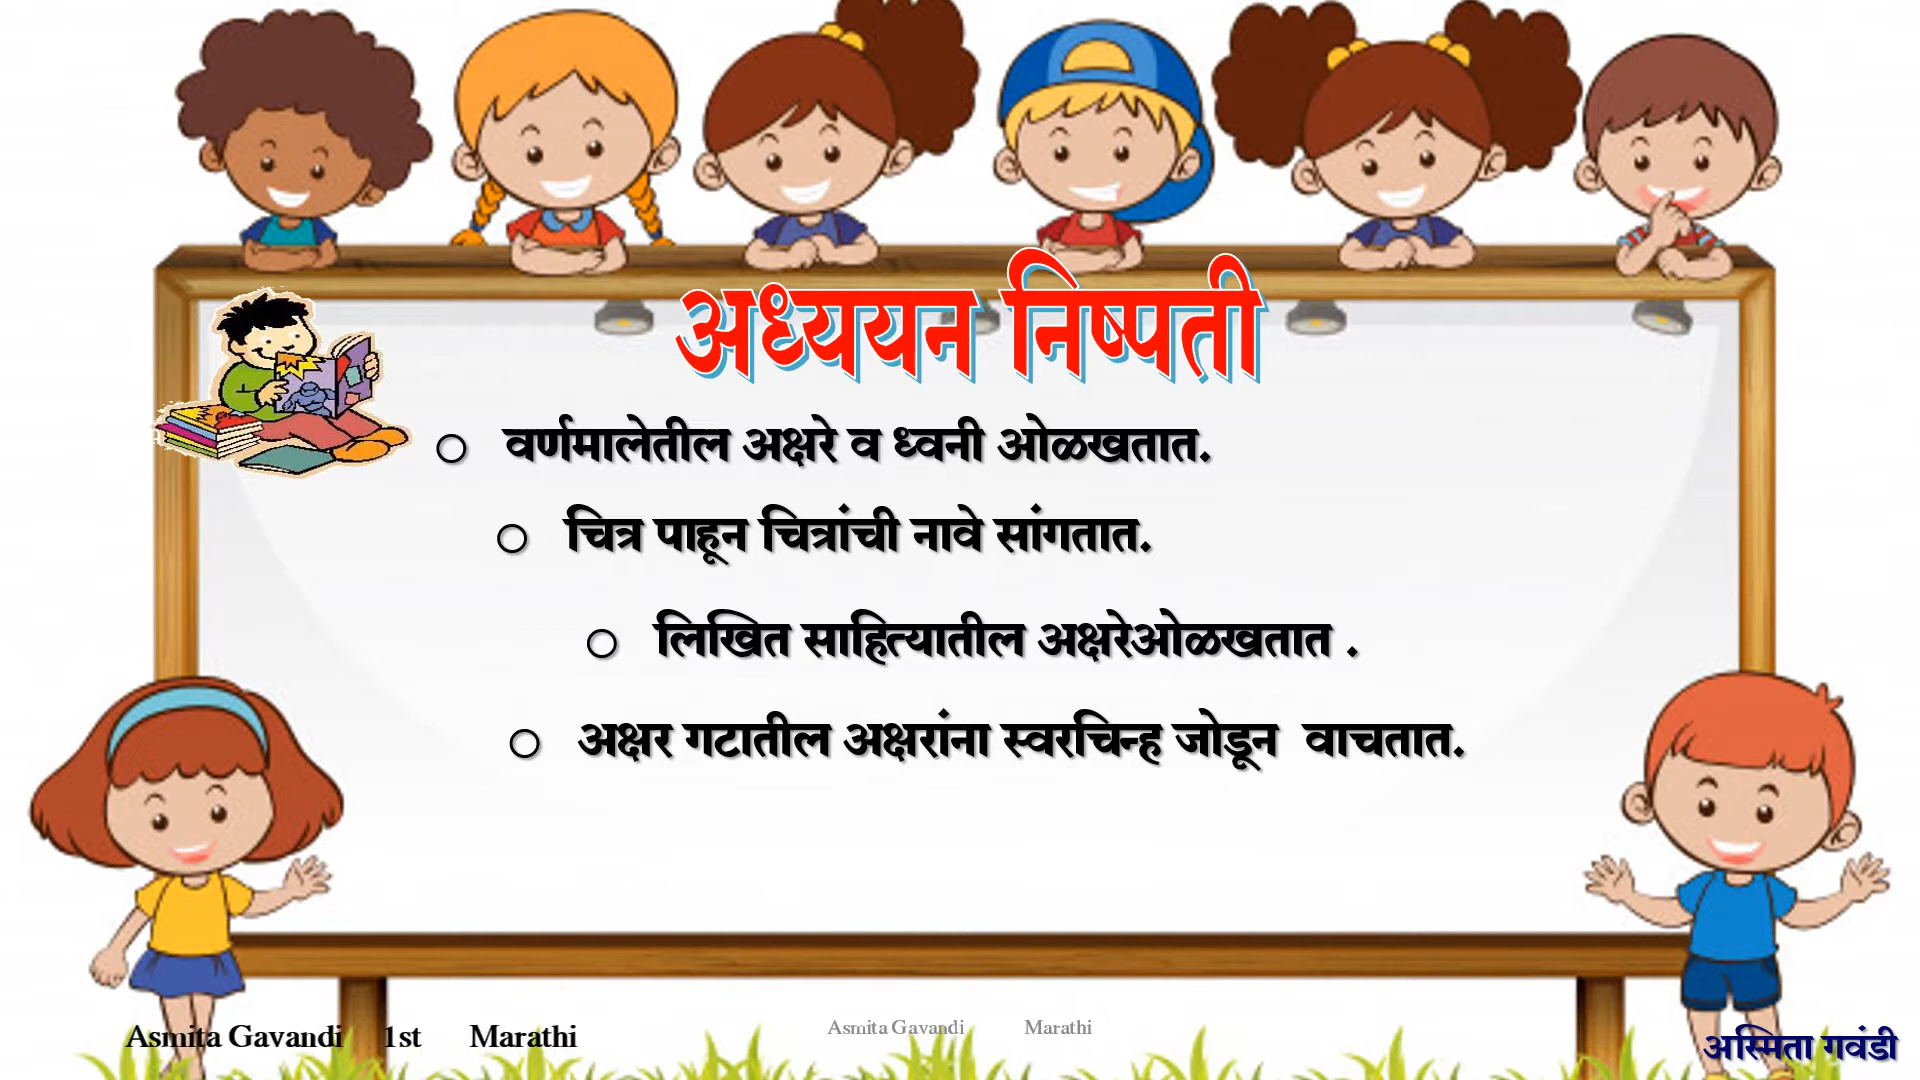 अध्ययन निष्पती
वर्णमालेतील अक्षरे व ध्वनी ओळखतात.
चित्र पाहून चित्रांची नावे सांगतात.
लिखित साहित्यातील अक्षरेओळखतात .
अक्षर गटातील अक्षरांना स्वरचिन्ह जोडून वाचतात.
Asmita Gavandi 1st Marathi
Asmita Gavandi Marathi
अस्मिता गवंडी